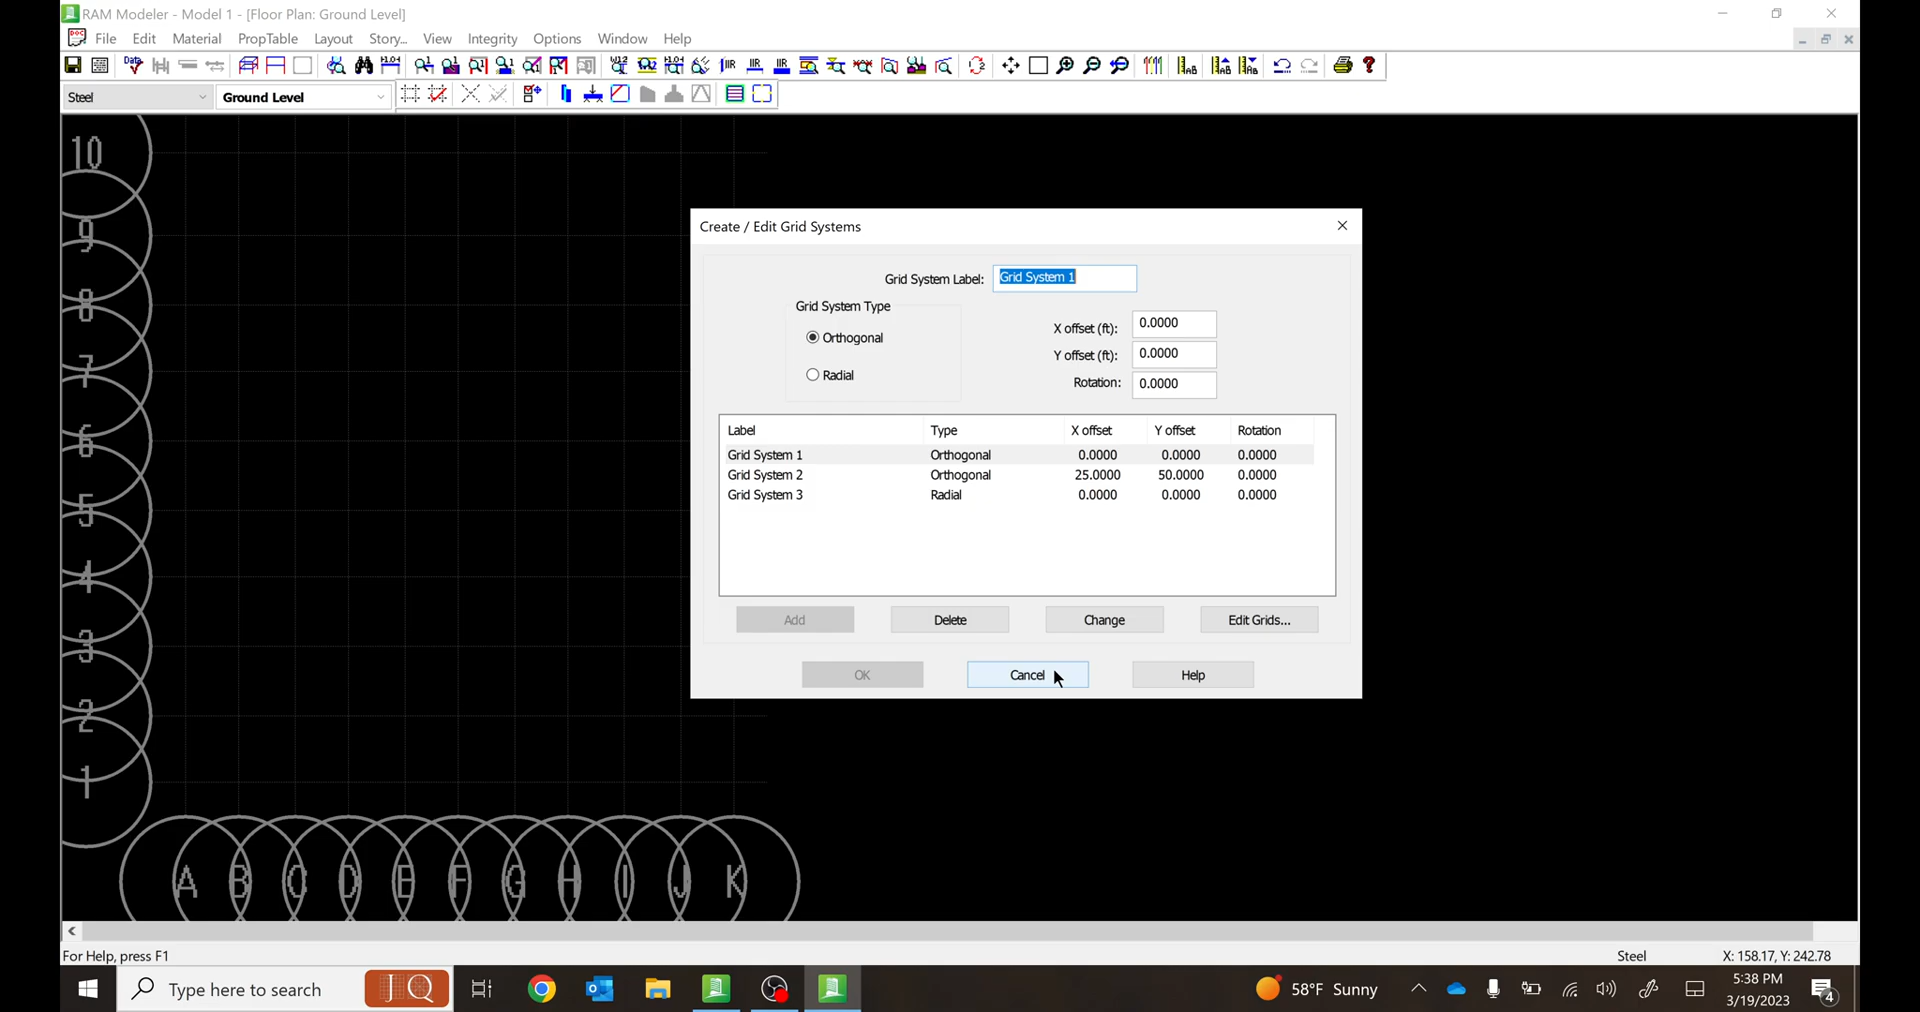 RAM Modeler - Model 1 - [Floor Plan: Ground Level]
File Edit Material PropTable Layout Story... View Integrity Options Window Help
Steel Ground Level
10
9
8
7
6
5
4
3
2
1
A B C D E F G H I J K
Create / Edit Grid Systems
Grid System Label: Grid System 1
Grid System Type
Orthogonal
Radial
X offset (ft): 0.0000
Y offset (ft): 0.0000
Rotation: 0.0000
Label Type X offset Y offset Rotation
Grid System 1 Orthogonal 0.0000 0.0000 0.0000
Grid System 2 Orthogonal 25.0000 50.0000 0.0000
Grid System 3 Radial 0.0000 0.0000 0.0000
Add Delete Change Edit Grids...
OK Cancel Help
For Help, press F1 Steel X: 158.17, Y: 242.78
Type here to search 58°F Sunny 5:38 PM
3/19/2023 4